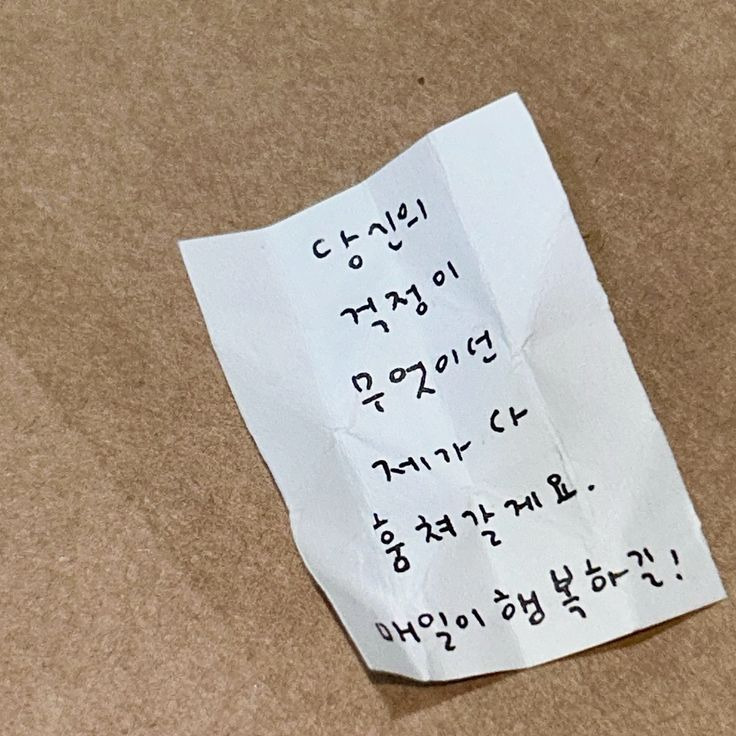 당신의
걱정이
무엇이던
제가 다
훔쳐갈게요.
매일이 행복하길!